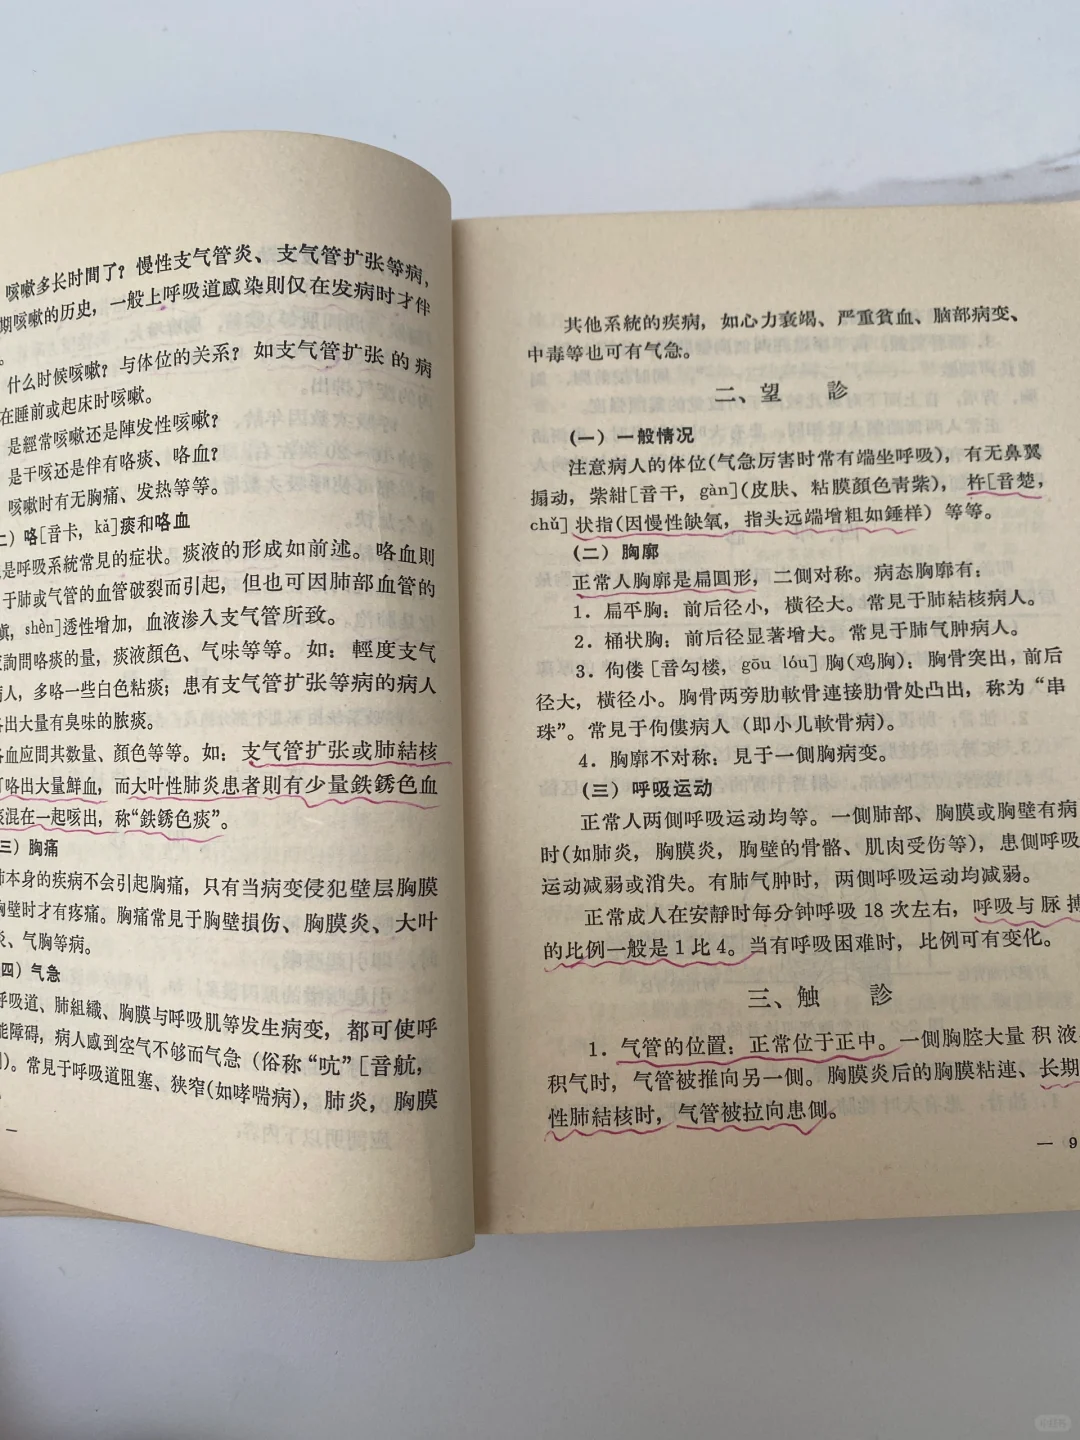 咳嗽多长时間了？慢性支气管炎、支气管扩张等病，
期咳嗽的历史，一般上呼吸道感染則仅在发病时才伴
。
什么时候咳嗽？与体位的关系？如支气管扩张的病
在睡前或起床时咳嗽。
是經常咳嗽还是陣发性咳嗽？
是干咳还是伴有咯痰、咯血？
咳嗽时有无胸痛、发热等等。
二）咯[音卡，kǎ]痰和咯血
是呼吸系統常見的症状。痰液的形成如前述。咯血則
于肺或气管的血管破裂而引起，但也可因肺部血管的
慎，shèn]透性增加，血液渗入支气管所致。
詢問咯痰的量，痰液顏色、气味等等。如：輕度支气
病人，多咯一些白色粘痰；患有支气管扩张等病的病人
咯出大量有臭味的脓痰。
咯血应問其数量、顏色等等。如：支气管扩张或肺結核
可咯出大量鮮血，而大叶性肺炎患者則有少量鉄銹色血
痰混在一起咳出，称“鉄銹色痰”。
三）胸痛
肺本身的疾病不会引起胸痛，只有当病变侵犯壁层胸膜
胸壁时才有疼痛。胸痛常見于胸壁損伤、胸膜炎、大叶
炎、气胸等病。
四）气急
呼吸道、肺組織、胸膜与呼吸肌等发生病变，都可使呼
能障碍，病人感到空气不够而气急（俗称“吭”[音航，
]）。常見于呼吸道阻塞、狭窄(如哮喘病)，肺炎，胸膜
—
其他系統的疾病，如心力衰竭、严重貧血、脑部病变、
中毒等也可有气急。
二、望 診
(一) 一般情况
注意病人的体位(气急厉害时常有端坐呼吸)，有无鼻翼
搧动，紫紺[音干，gàn](皮肤、粘膜顏色靑紫)，杵[音楚，
chǔ]状指(因慢性缺氧，指头远端增粗如錘样) 等等。
(二) 胸廓
正常人胸廓是扁圓形，二側对称。病态胸廓有：
1．扁平胸：前后径小，橫径大。常見于肺結核病人。
2．桶状胸：前后径显著增大。常見于肺气肿病人。
3．佝偻[音勾楼，gōu lóu]胸(鸡胸)：胸骨突出，前后
径大，橫径小。胸骨两旁肋軟骨連接肋骨处凸出，称为“串
珠”。常見于佝僂病人（即小儿軟骨病)。
4．胸廓不对称：見于一側胸病变。
(三) 呼吸运动
正常人两側呼吸运动均等。一側肺部、胸膜或胸壁有病
时(如肺炎，胸膜炎，胸壁的骨骼、肌肉受伤等)，患側呼吸
运动减弱或消失。有肺气肿时，两側呼吸运动均减弱。
正常成人在安靜时每分钟呼吸18次左右，呼吸与脉搏
的比例一般是1比4。当有呼吸困难时，比例可有变化。
三、触 診
1．气管的位置：正常位于正中。一側胸腔大量积液
积气时，气管被推向另一側。胸膜炎后的胸膜粘連、长期
性肺結核时，气管被拉向患側。
— 9